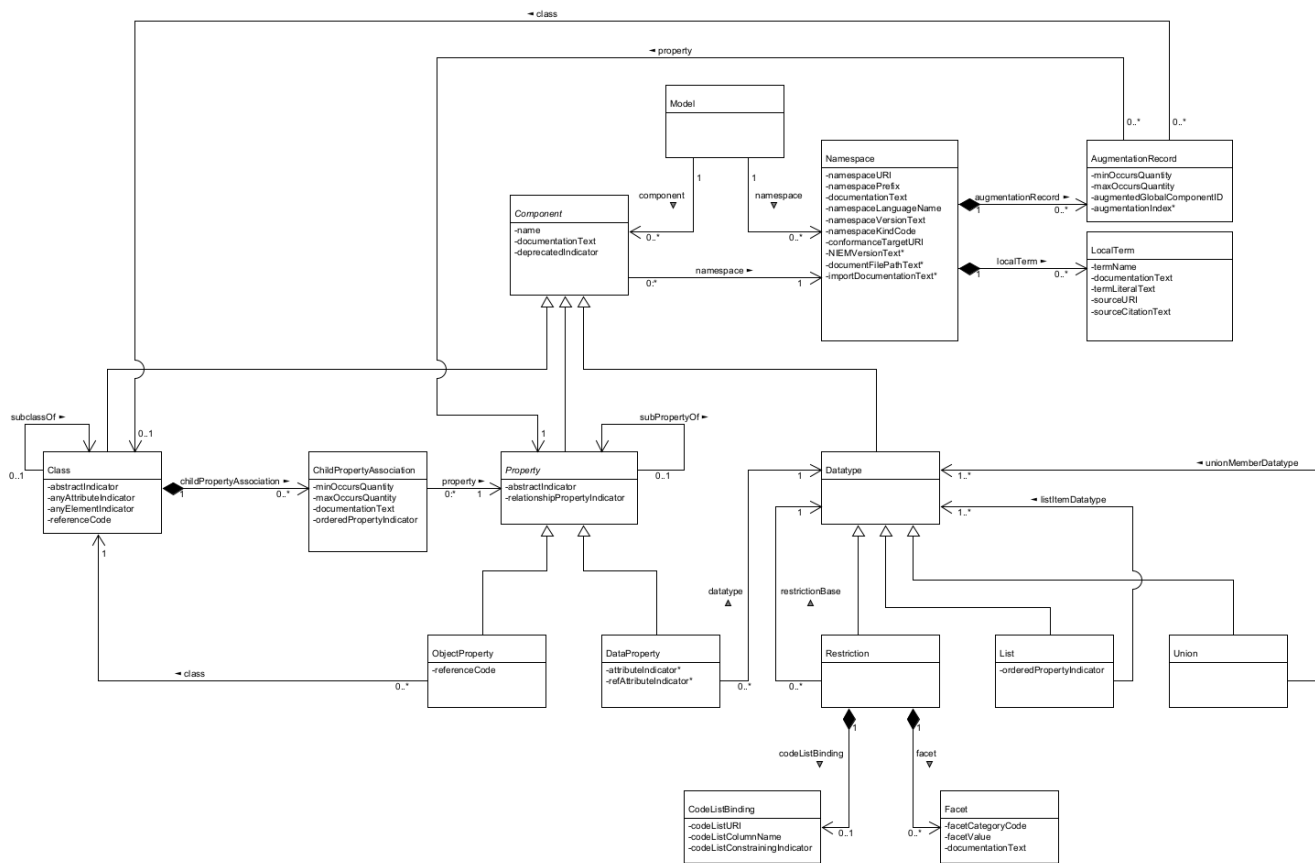 ◄ class
◄ property
Model
0..*
0..*
1
1
component
namespace
Namespace
-namespaceURI
-namespacePrefix
-documentationText
-namespaceLanguageName
-namespaceVersionText
-namespaceKindCode
-conformanceTargetURI
-NIEMVersionText*
-documentFilePathText*
-importDocumentationText*
AugmentationRecord
-minOccursQuantity
-maxOccursQuantity
-augmentedGlobalComponentID
-augmentationIndex*
augmentationRecord ►
1
0..*
Component
-name
-documentationText
-deprecatedIndicator
0..*
0..*
namespace ►
0:*
1
localTerm ►
1
0..*
LocalTerm
-termName
-documentationText
-termLiteralText
-sourceURI
-sourceCitationText
subclassOf ►
0..1
0..1
Class
-abstractIndicator
-anyAttributeIndicator
-anyElementIndicator
-referenceCode
childPropertyAssociation ►
1
0..*
ChildPropertyAssociation
-minOccursQuantity
-maxOccursQuantity
-documentationText
-orderedPropertyIndicator
property ►
0:*
1
1
subPropertyOf ►
0..1
Property
-abstractIndicator
-relationshipPropertyIndicator
Datatype
1
1
1..*
◄ unionMemberDatatype
◄ listItemDatatype
1..*
1
datatype
restrictionBase
ObjectProperty
-referenceCode
◄ class
0..*
DataProperty
-attributeIndicator*
-refAttributeIndicator*
0..*
0..*
Restriction
List
-orderedPropertyIndicator
Union
1
1
codeListBinding
facet
CodeListBinding
-codeListURI
-codeListColumnName
-codeListConstrainingIndicator
0..1
0..*
Facet
-facetCategoryCode
-facetValue
-documentationText